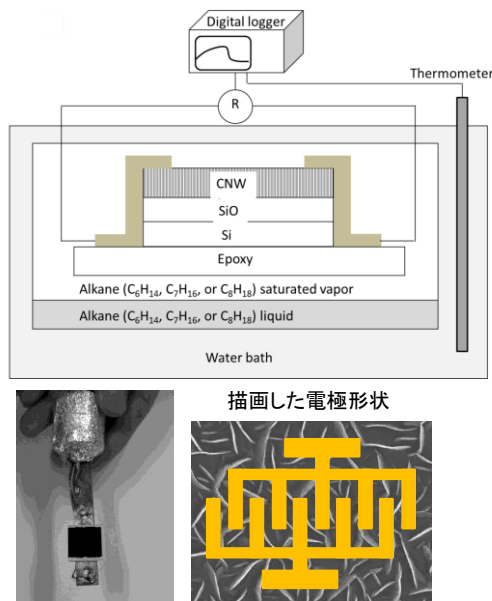 Digital logger
Thermometer
R
CNW
SiO
Si
Epoxy
Alkane (C₆H₁₄, C₇H₁₆, or C₈H₁₈) saturated vapor
Alkane (C₆H₁₄, C₇H₁₆, or C₈H₁₈) liquid
Water bath
描画した電極形状